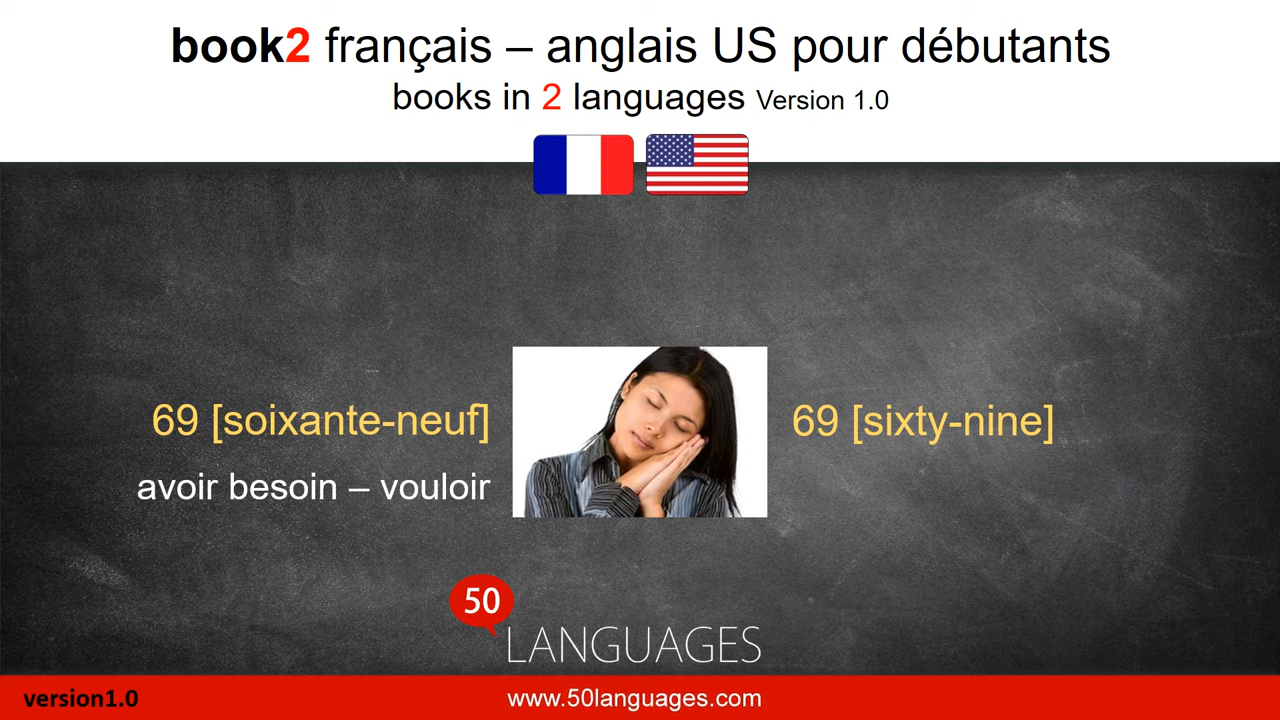 book2 français – anglais US pour débutants
books in 2 languages Version 1.0
69 [soixante-neuf]
avoir besoin – vouloir
69 [sixty-nine]
50
LANGUAGES
version1.0
www.50languages.com